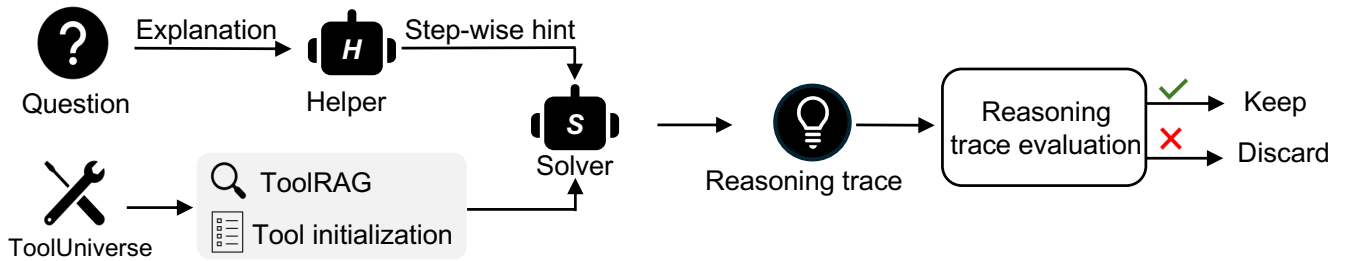 ?
Question
Explanation
H
Helper
Step-wise hint
S
Solver
ToolUniverse
ToolRAG
Tool initialization
Reasoning trace
Reasoning
trace evaluation
Keep
Discard